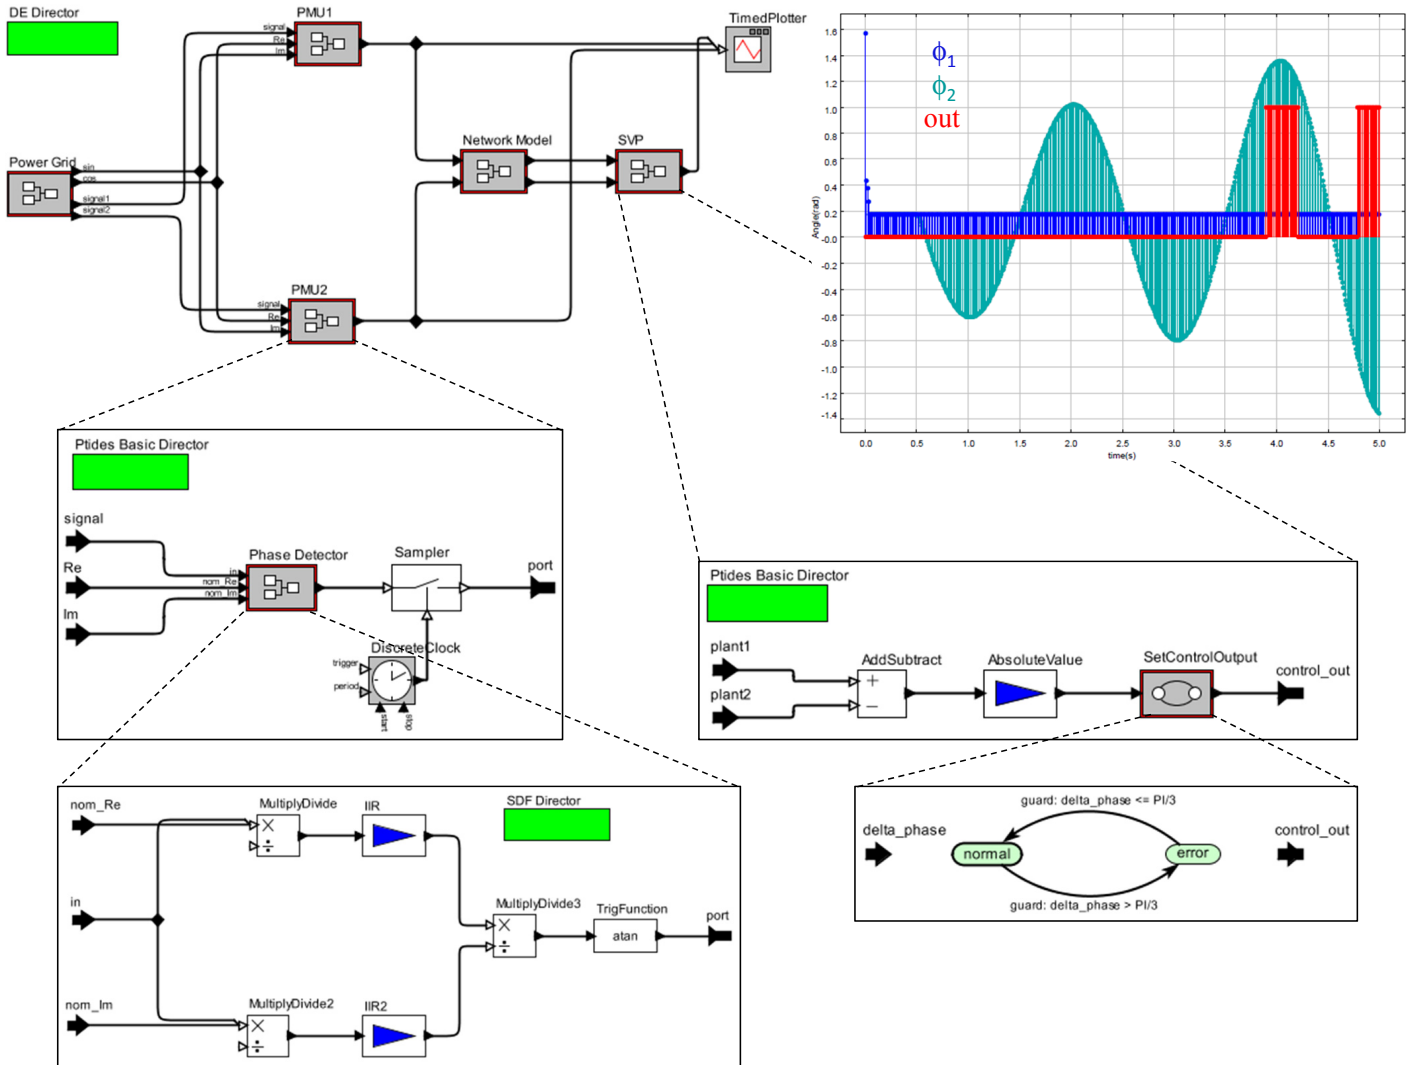 DE Director
PMU1
signal
Re
Im
TimedPlotter
Power Grid
sin
cos
signal1
signal2
Network Model
SVP
PMU2
signal
Re
Im
ϕ1
ϕ2
out
1.6
1.4
1.2
1.0
0.8
0.6
0.4
0.2
-0.0
-0.2
-0.4
-0.6
-0.8
-1.0
-1.2
-1.4
Angle(rad)
0.0 0.5 1.0 1.5 2.0 2.5 3.0 3.5 4.0 4.5 5.0
time(s)
Ptides Basic Director
signal
Re
Im
Phase Detector
in
nom_Re
nom_Im
Sampler
port
DiscreteClock
trigger
period
start
stop
Ptides Basic Director
plant1
plant2
AddSubtract
+
−
AbsoluteValue
SetControlOutput
control_out
nom_Re
in
nom_Im
MultiplyDivide
×
÷
IIR
SDF Director
MultiplyDivide2
×
÷
IIR2
MultiplyDivide3
×
÷
TrigFunction
atan
port
guard: delta_phase <= PI/3
delta_phase
normal
error
control_out
guard: delta_phase > PI/3